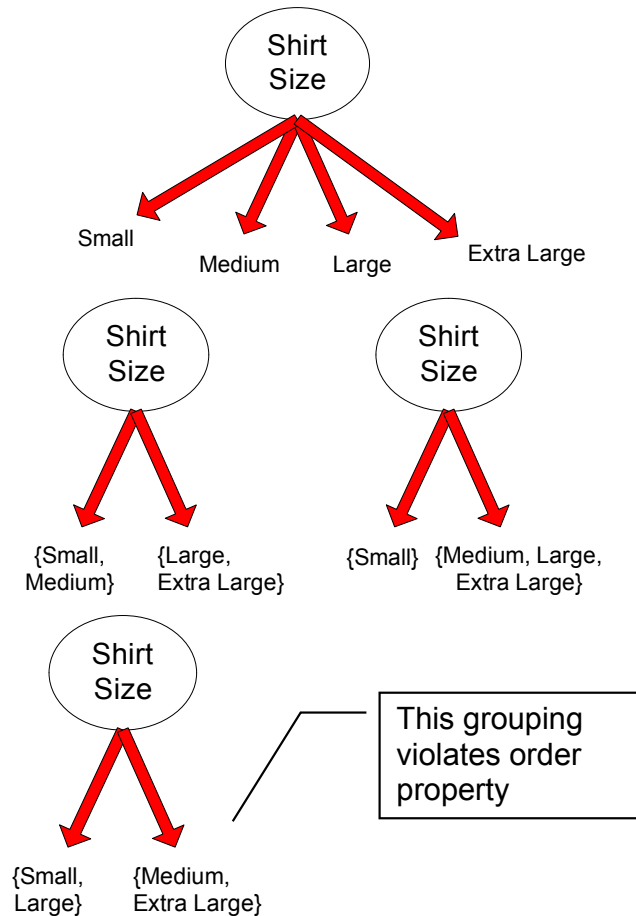 Shirt
Size
Small
Medium
Large
Extra Large
Shirt
Size
{Small,
Medium}
{Large,
Extra Large}
Shirt
Size
{Small}
{Medium, Large,
Extra Large}
Shirt
Size
{Small,
Large}
{Medium,
Extra Large}
This grouping
violates order
property